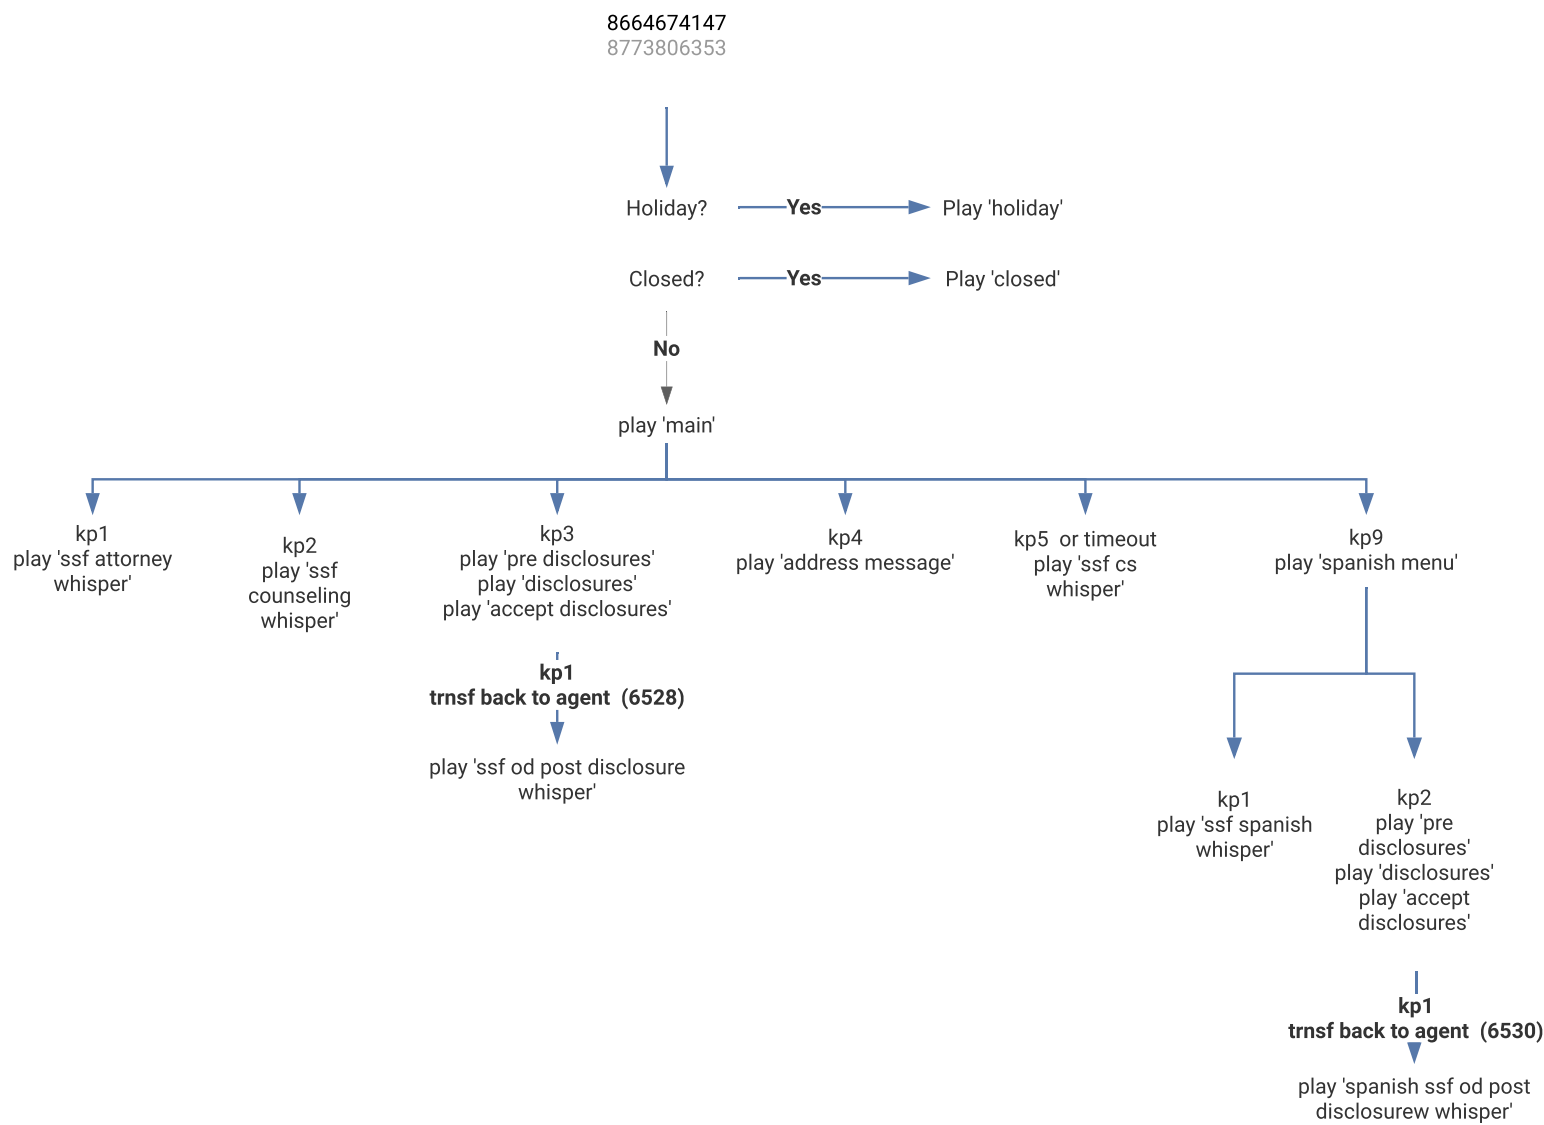 8664674147
8773806353
Holiday?
Yes
Play 'holiday'
Closed?
Yes
Play 'closed'
No
play 'main'
kp1
play 'ssf attorney
whisper'
kp2
play 'ssf
counseling
whisper'
kp3
play 'pre disclosures'
play 'disclosures'
play 'accept disclosures'
kp4
play 'address message'
kp5  or timeout
play 'ssf cs
whisper'
kp9
play 'spanish menu'
kp1
trnsf back to agent  (6528)
play 'ssf od post disclosure
whisper'
kp1
play 'ssf spanish
whisper'
kp2
play 'pre
disclosures'
play 'disclosures'
play 'accept
disclosures'
kp1
trnsf back to agent  (6530)
play 'spanish ssf od post
disclosurew whisper'